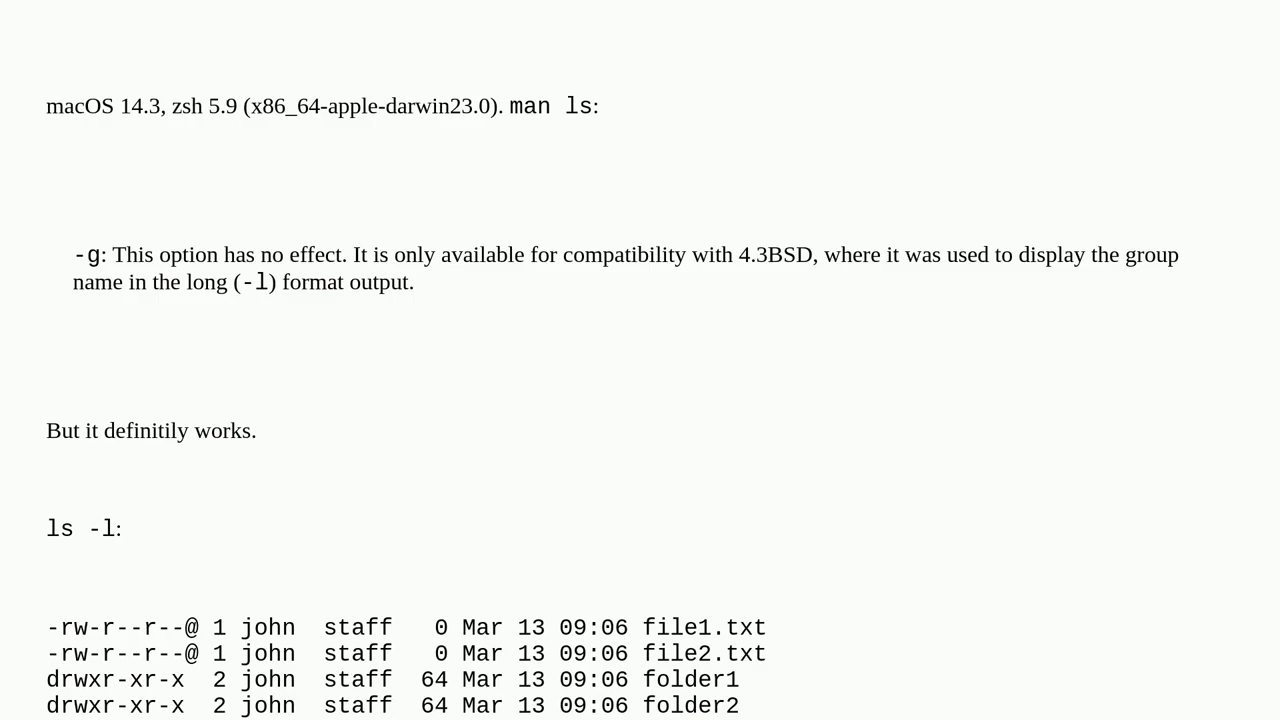 macOS 14.3, zsh 5.9 (x86_64-apple-darwin23.0). man ls:
-g: This option has no effect. It is only available for compatibility with 4.3BSD, where it was used to display the group
name in the long (-l) format output.
But it definitily works.
ls -l:
-rw-r--r--@ 1 john  staff   0 Mar 13 09:06 file1.txt
-rw-r--r--@ 1 john  staff   0 Mar 13 09:06 file2.txt
drwxr-xr-x  2 john  staff  64 Mar 13 09:06 folder1
drwxr-xr-x  2 john  staff  64 Mar 13 09:06 folder2